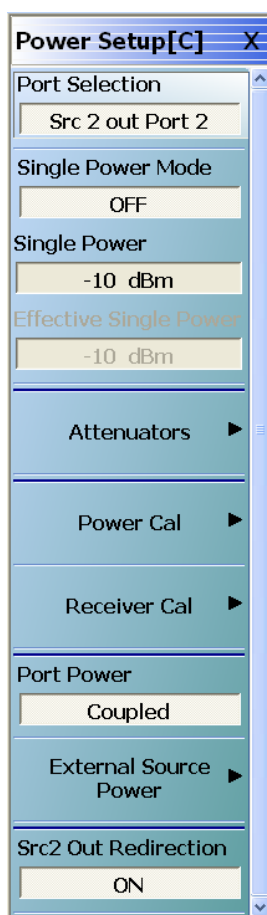 Power Setup[C] X
Port Selection
Src 2 out Port 2
Single Power Mode
OFF
Single Power
-10 dBm
Effective Single Power
-10 dBm
Attenuators
Power Cal
Receiver Cal
Port Power
Coupled
External Source
Power
Src2 Out Redirection
ON